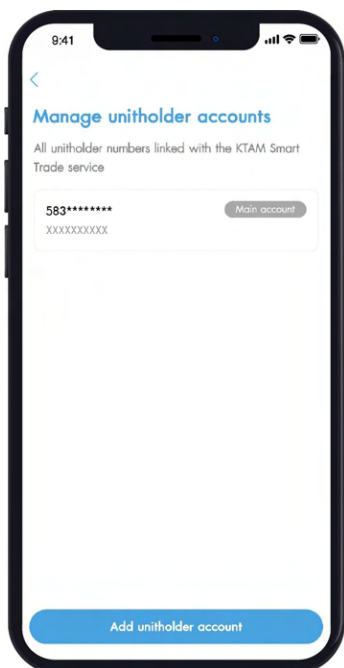 9:41
Manage unitholder accounts
All unitholder numbers linked with the KTAM Smart
Trade service
583********
Main account
XXXXXXXXXX
Add unitholder account